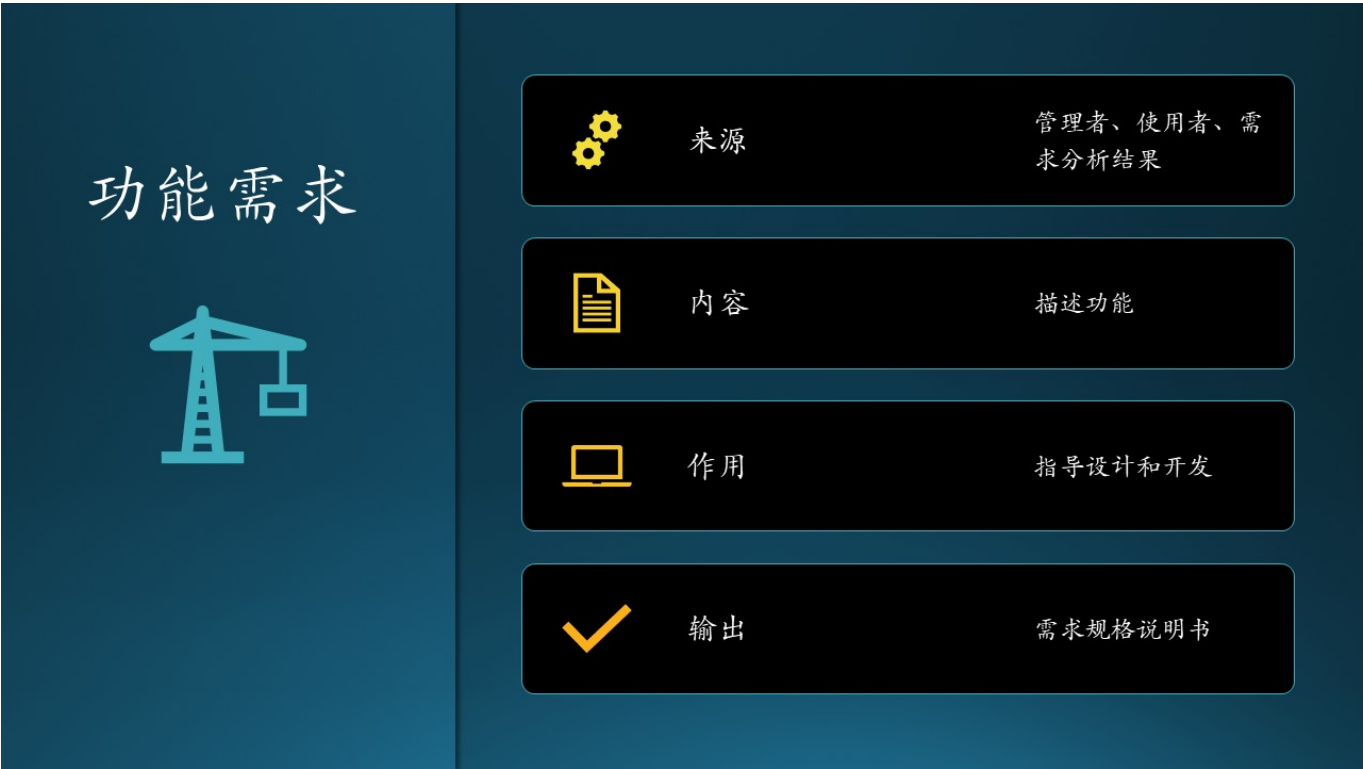 功能需求
来源
管理者、使用者、需
求分析结果
内容
描述功能
作用
指导设计和开发
输出
需求规格说明书